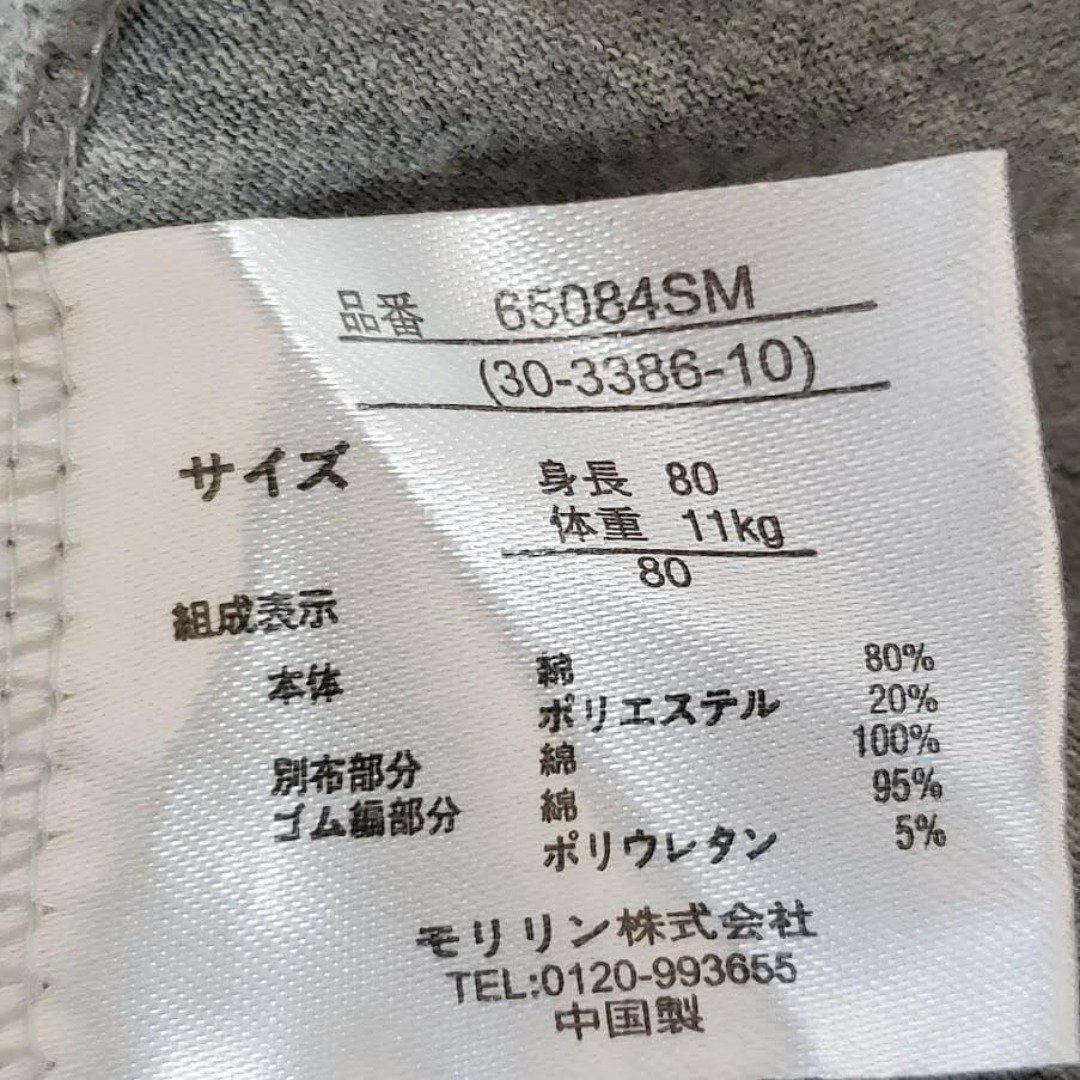 品番 65084SM
(30-3386-10)
サイズ 身長 80
体重 11kg
80
組成表示
本体 綿 80%
ポリエステル 20%
別布部分 綿 100%
ゴム編部分 綿 95%
ポリウレタン 5%
モリリン株式会社
TEL:0120-993655
中国製